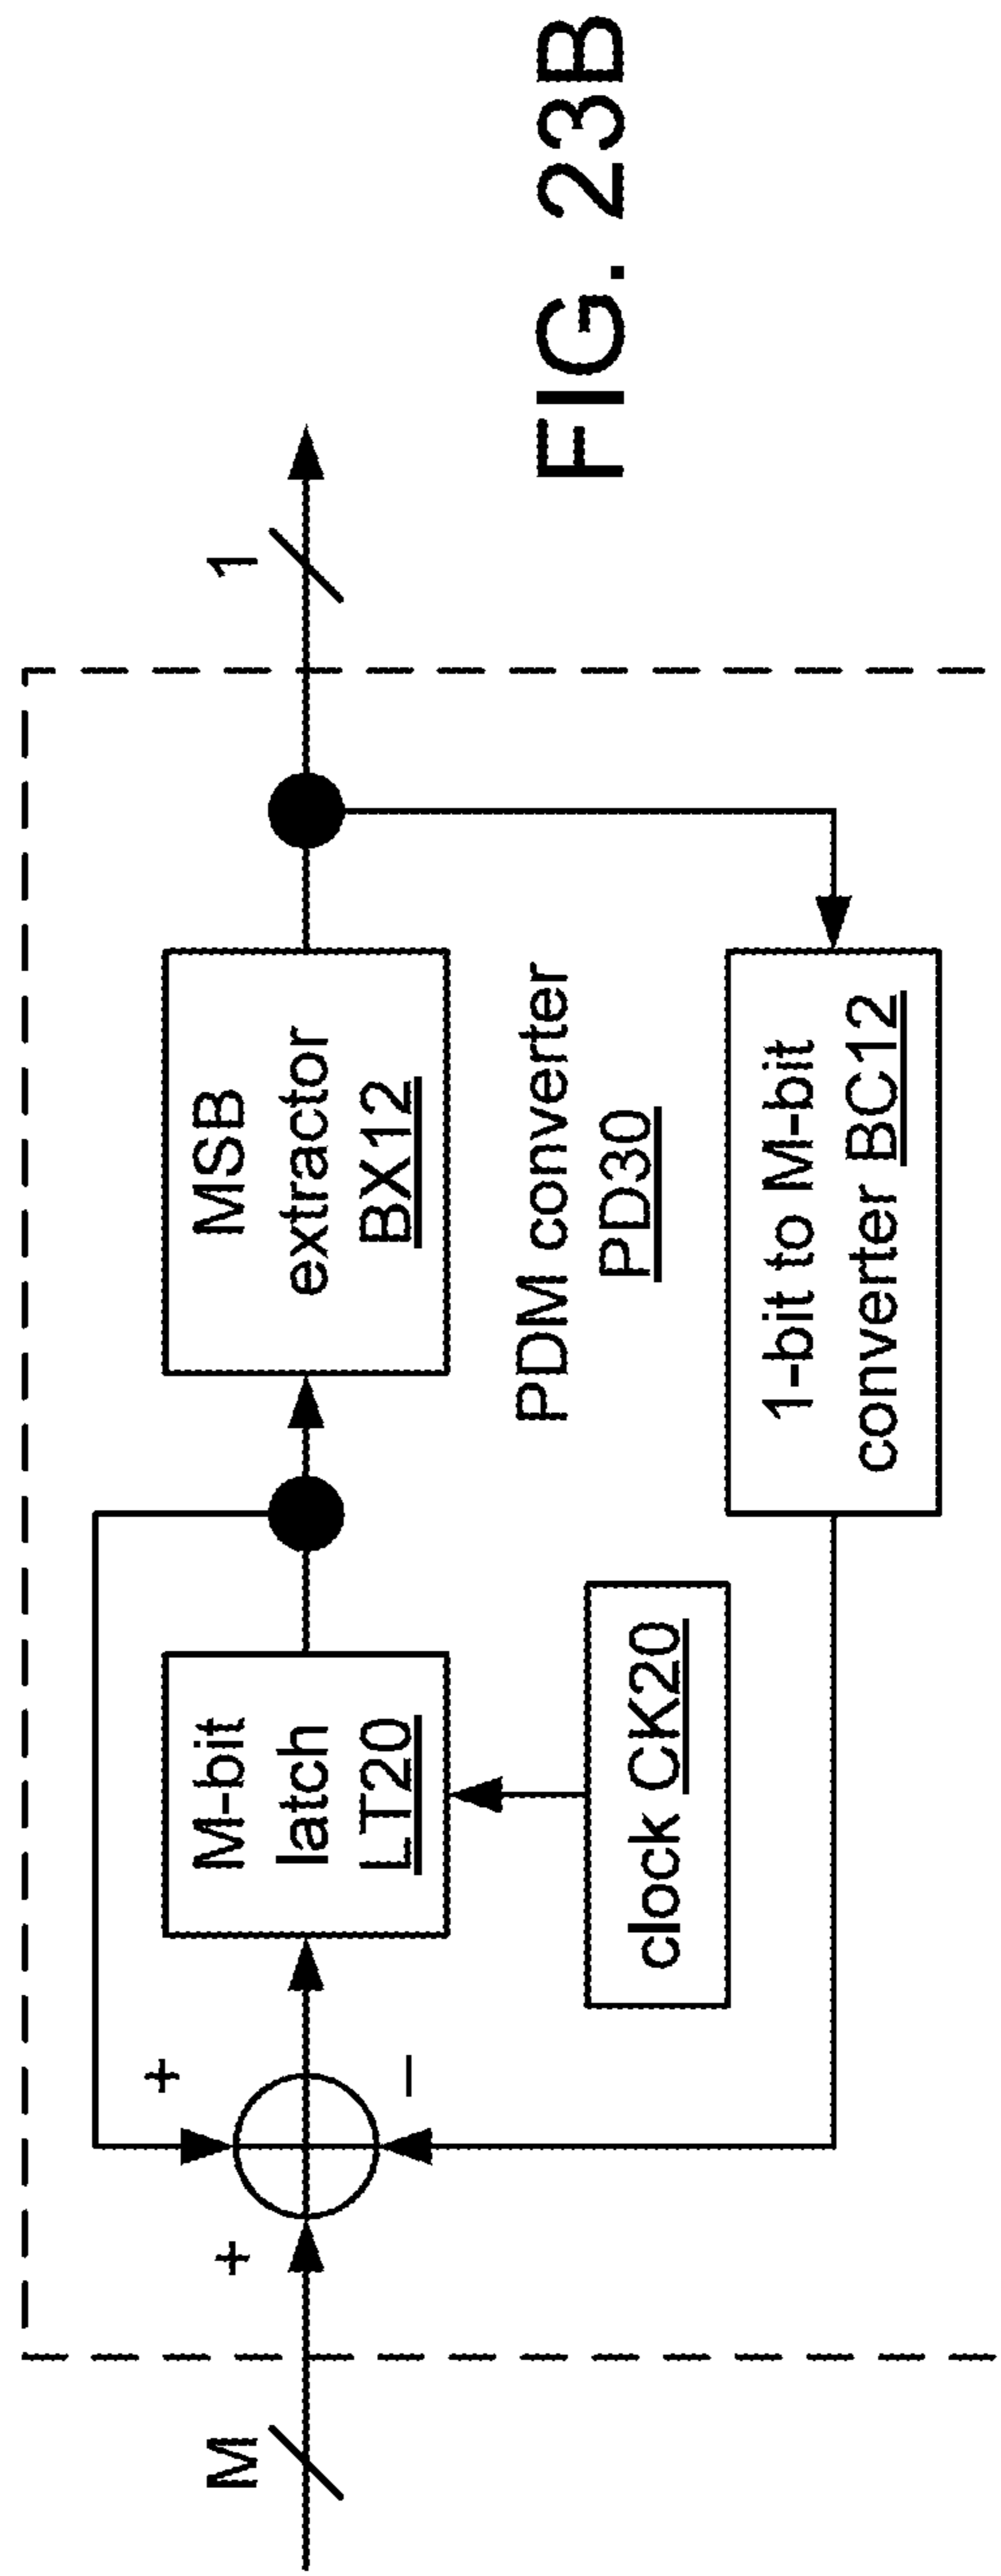 M
+
+
−
M-bit
latch
LT20
clock CK20
MSB
extractor
BX12
PDM converter
PD30
1-bit to M-bit
converter BC12
1
FIG. 23B